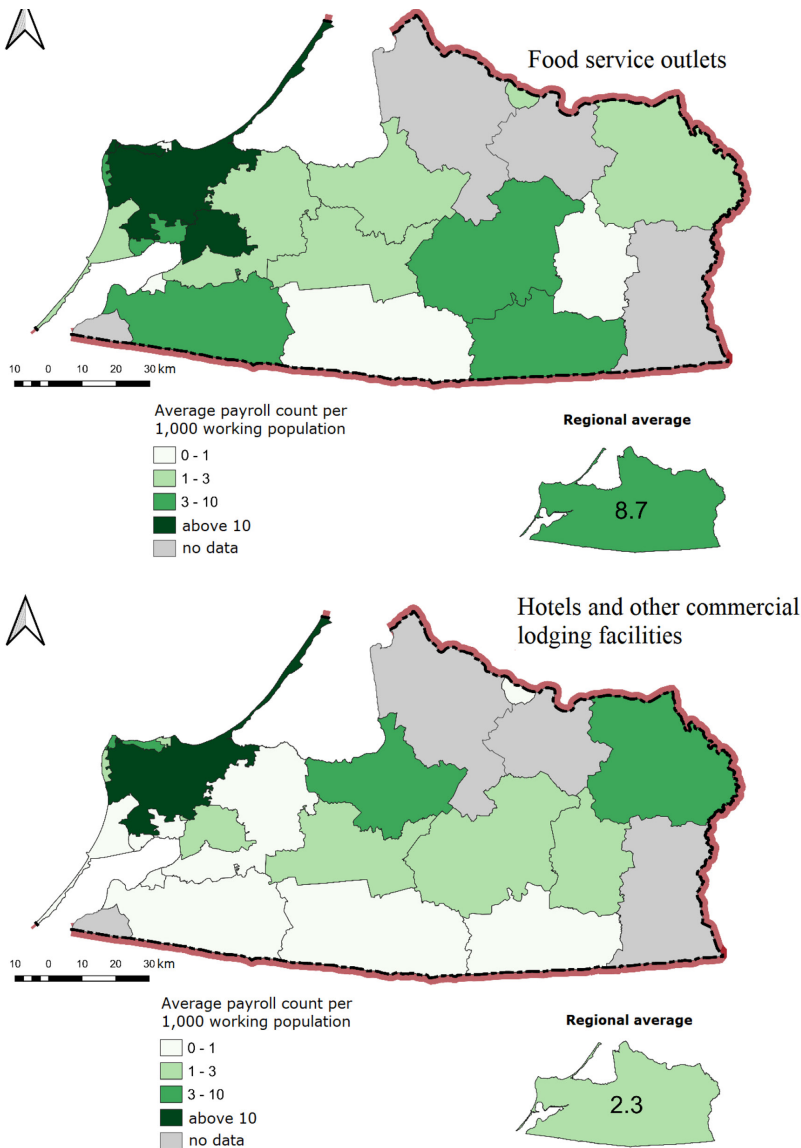 Food service outlets
10 0 10 20 30 km
Average payroll count per
1,000 working population
0 - 1
1 - 3
3 - 10
above 10
no data
Regional average
8.7
Hotels and other commercial
lodging facilities
10 0 10 20 30 km
Average payroll count per
1,000 working population
0 - 1
1 - 3
3 - 10
above 10
no data
Regional average
2.3